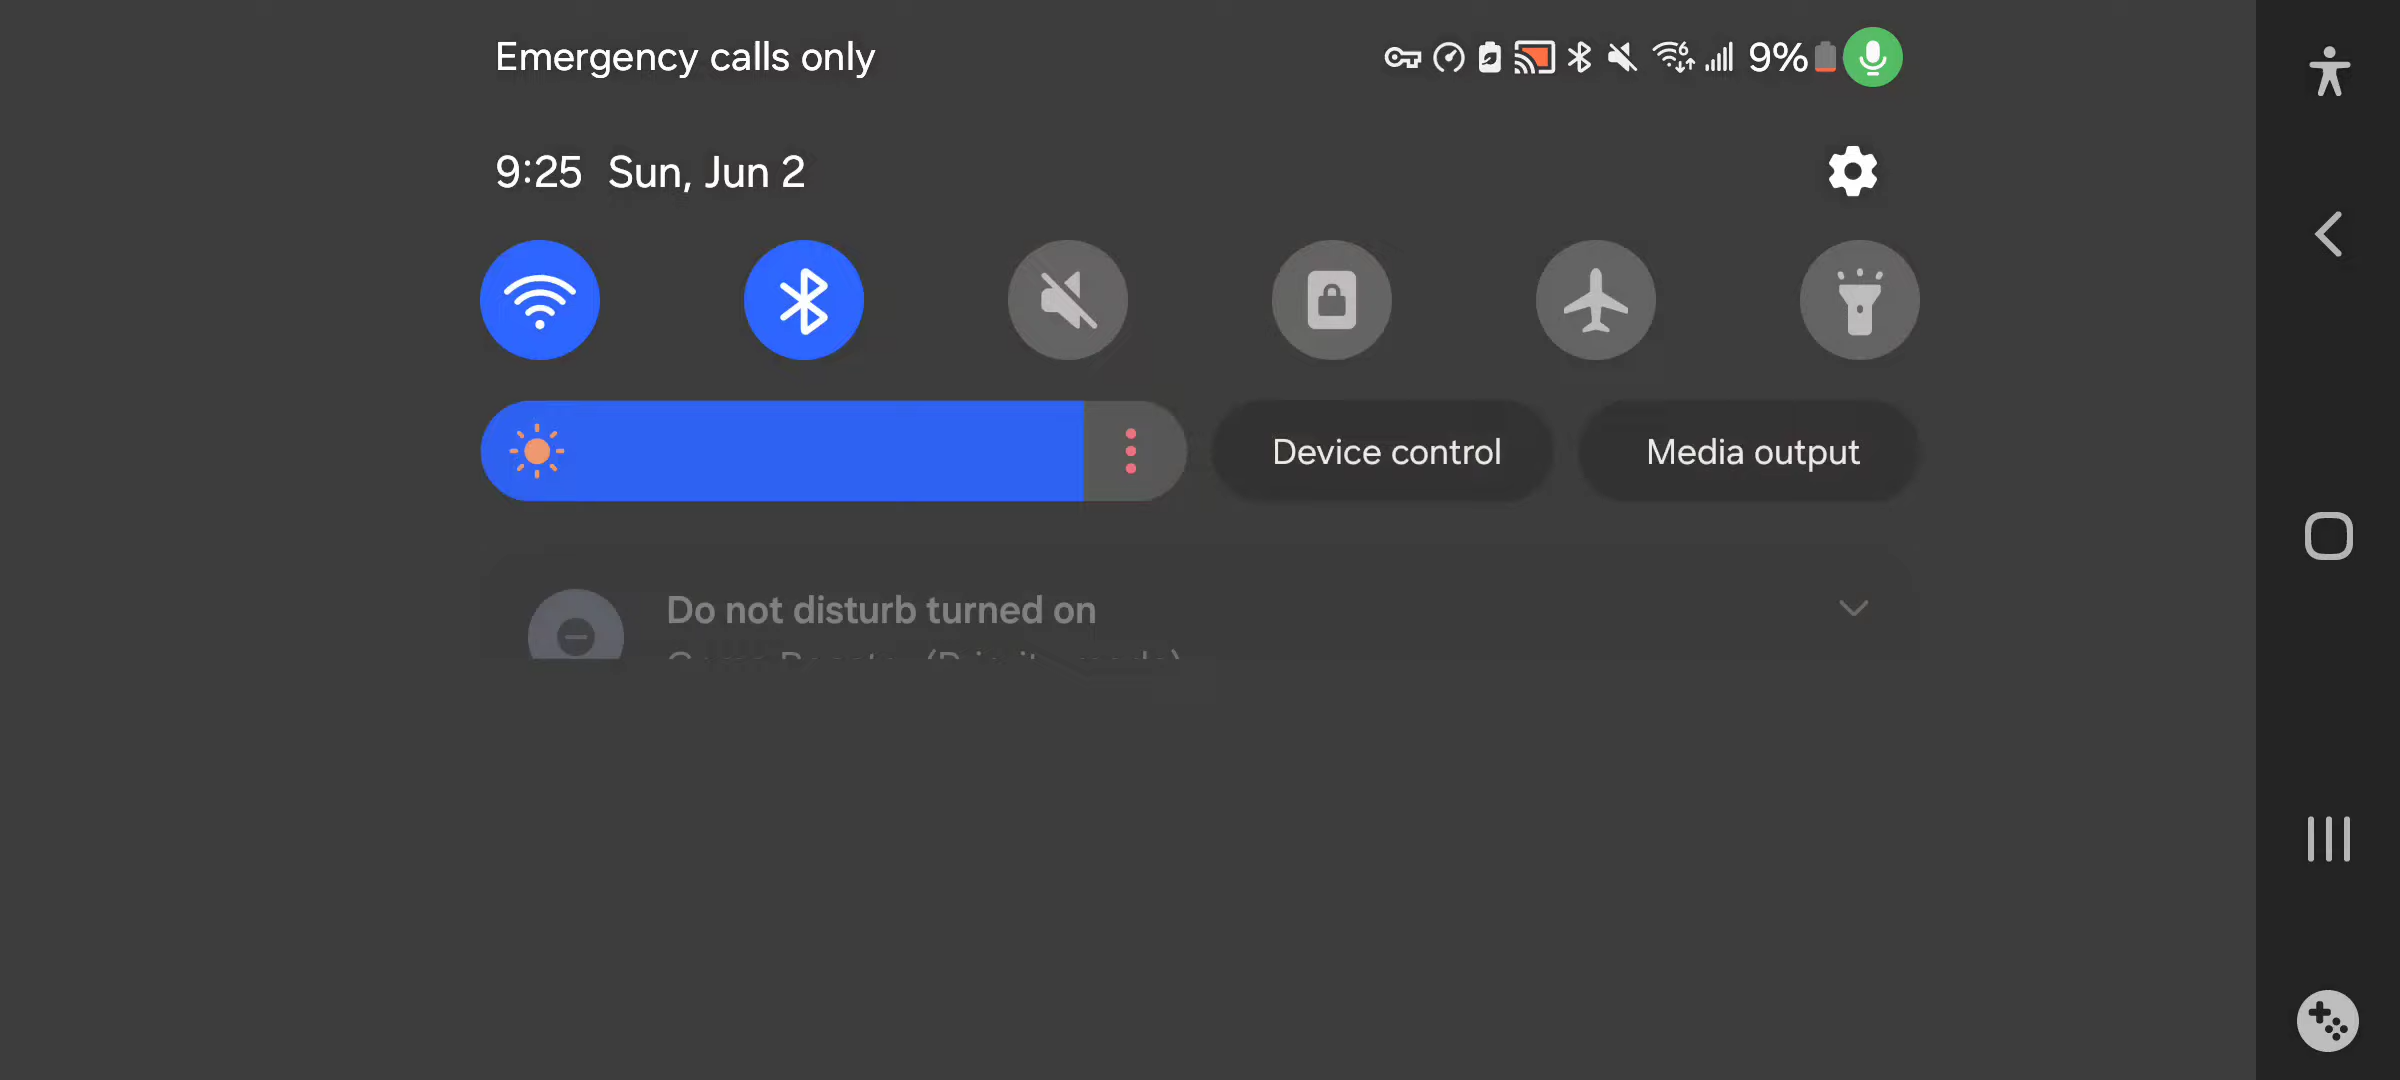 Emergency calls only
9%
9:25 Sun, Jun 2
Device control
Media output
Do not disturb turned on